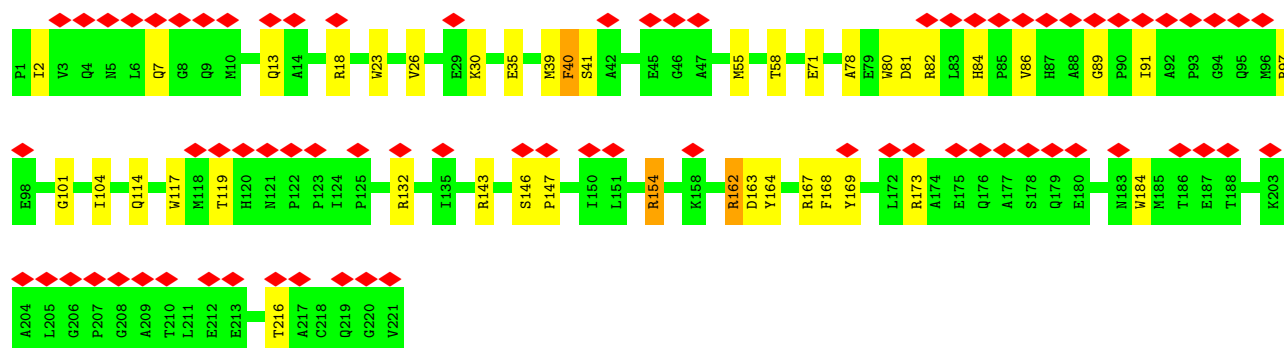 P1 I2 V3 Q4 N5 L6 Q7 G8 Q9 M10 Q13 A14 R18 W23 V26 E29 K30 E35 M39 F40 S41 A42 E45 G46 A47 M55 T58 E71 A78 E79 W80 D81 R82 L83 H84 P85 V86 H87 A88 G89 P90 I91 A92 P93 G94 Q95 M96 R97
E98 G101 I104 Q114 W117 M118 T119 H120 N121 P122 P123 I124 P125 R132 I135 R143 S146 P147 I150 L151 R154 K158 R162 D163 Y164 R167 F168 Y169 L172 R173 A174 E175 Q176 A177 S178 Q179 E180 N183 W184 M185 T186 E187 T188 K203
A204 L205 G206 P207 G208 A209 T210 L211 E212 E213 T216 A217 C218 Q219 G220 V221